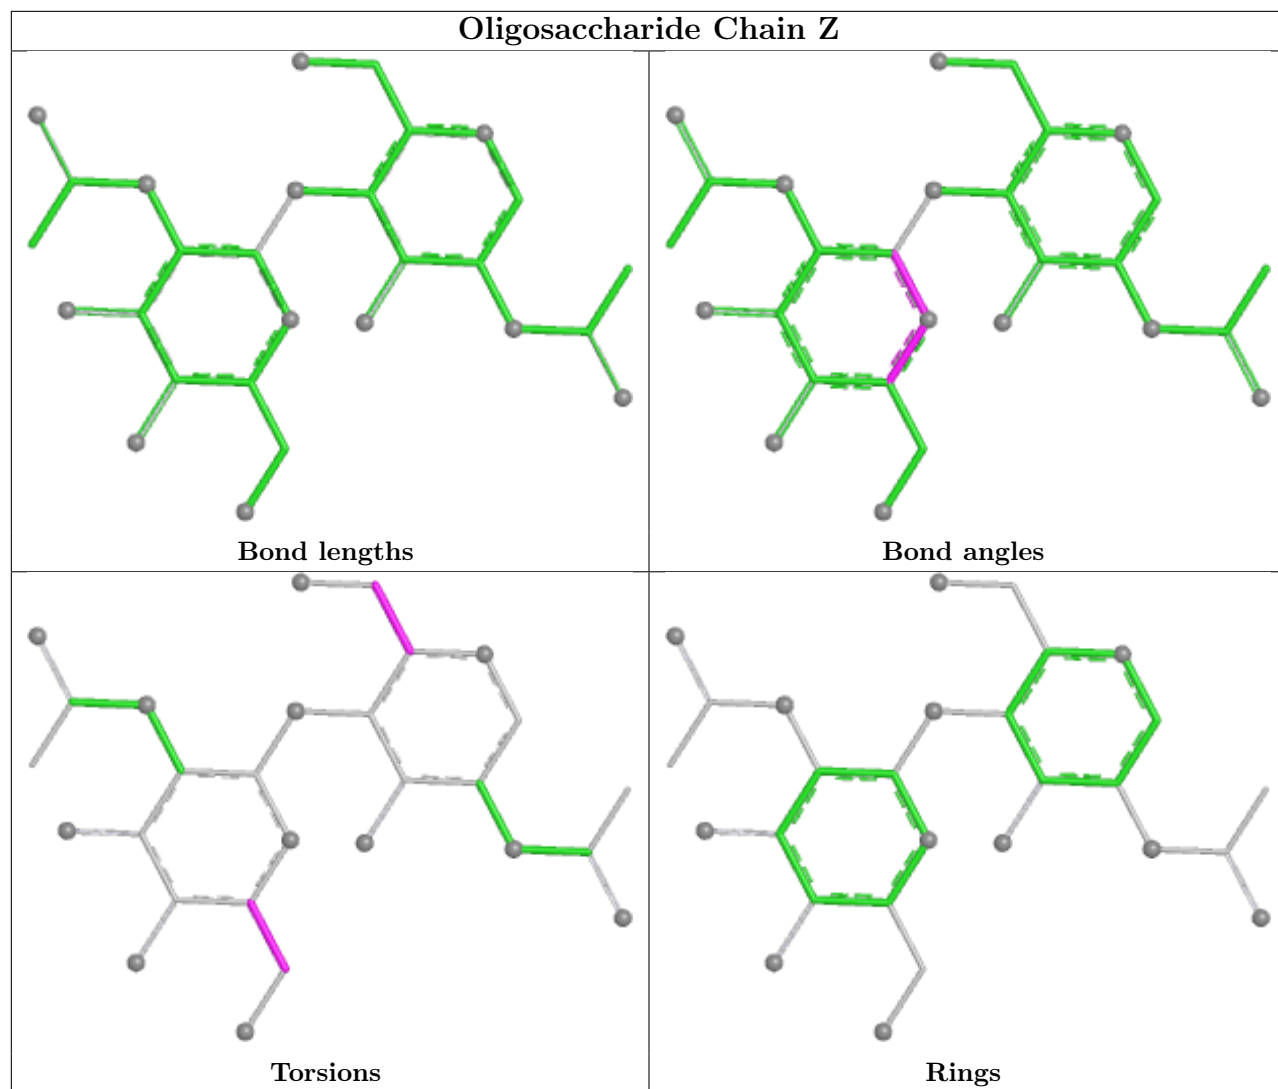 Oligosaccharide Chain Z
Bond lengths
Bond angles
Torsions
Rings